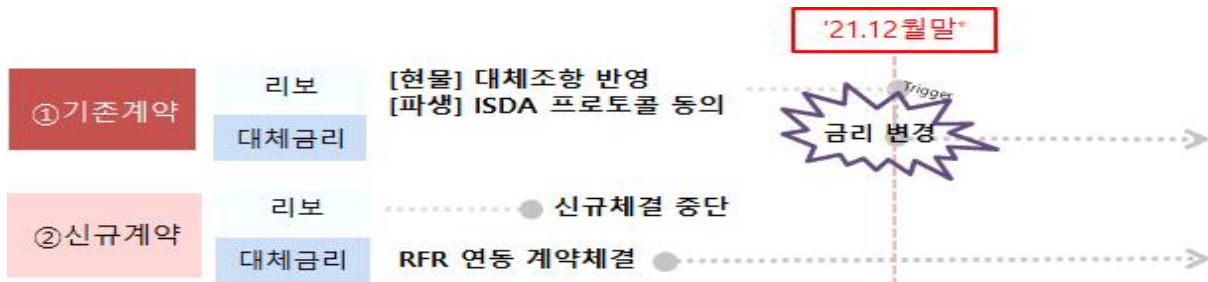 '21.12월말*
①기존계약
리보
[현물] 대체조항 반영
[파생] ISDA 프로토콜 동의
Trigger
대체금리
금리 변경
②신규계약
리보
신규체결 중단
대체금리
RFR 연동 계약체결